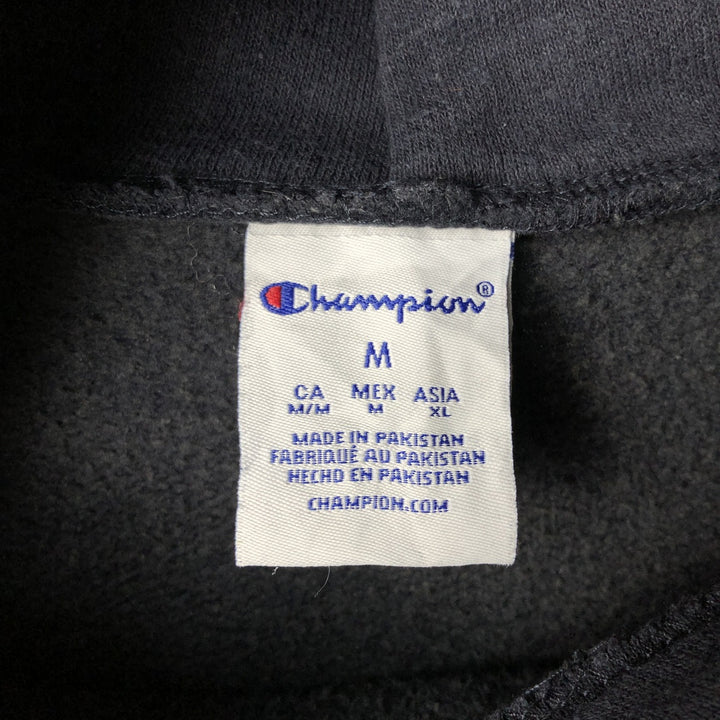 Champion®
M
CA MEX ASIA
M/M M XL
MADE IN PAKISTAN
FABRIQUÉ AU PAKISTAN
HECHO EN PAKISTAN
CHAMPION.COM